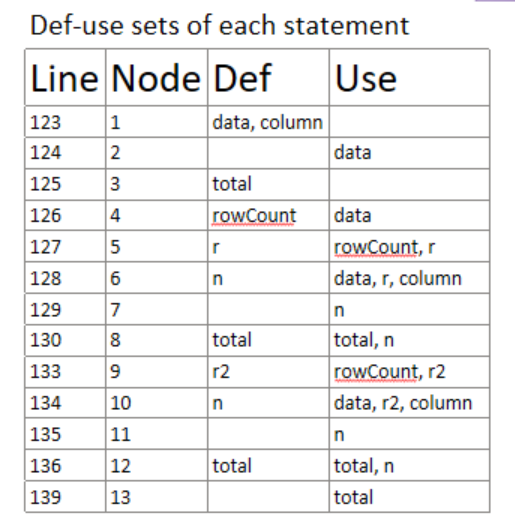 Def-use sets of each statement
Line Node Def Use
123 1 data, column
124 2 data
125 3 total
126 4 rowCount data
127 5 r rowCount, r
128 6 n data, r, column
129 7 n
130 8 total total, n
133 9 r2 rowCount, r2
134 10 n data, r2, column
135 11 n
136 12 total total, n
139 13 total